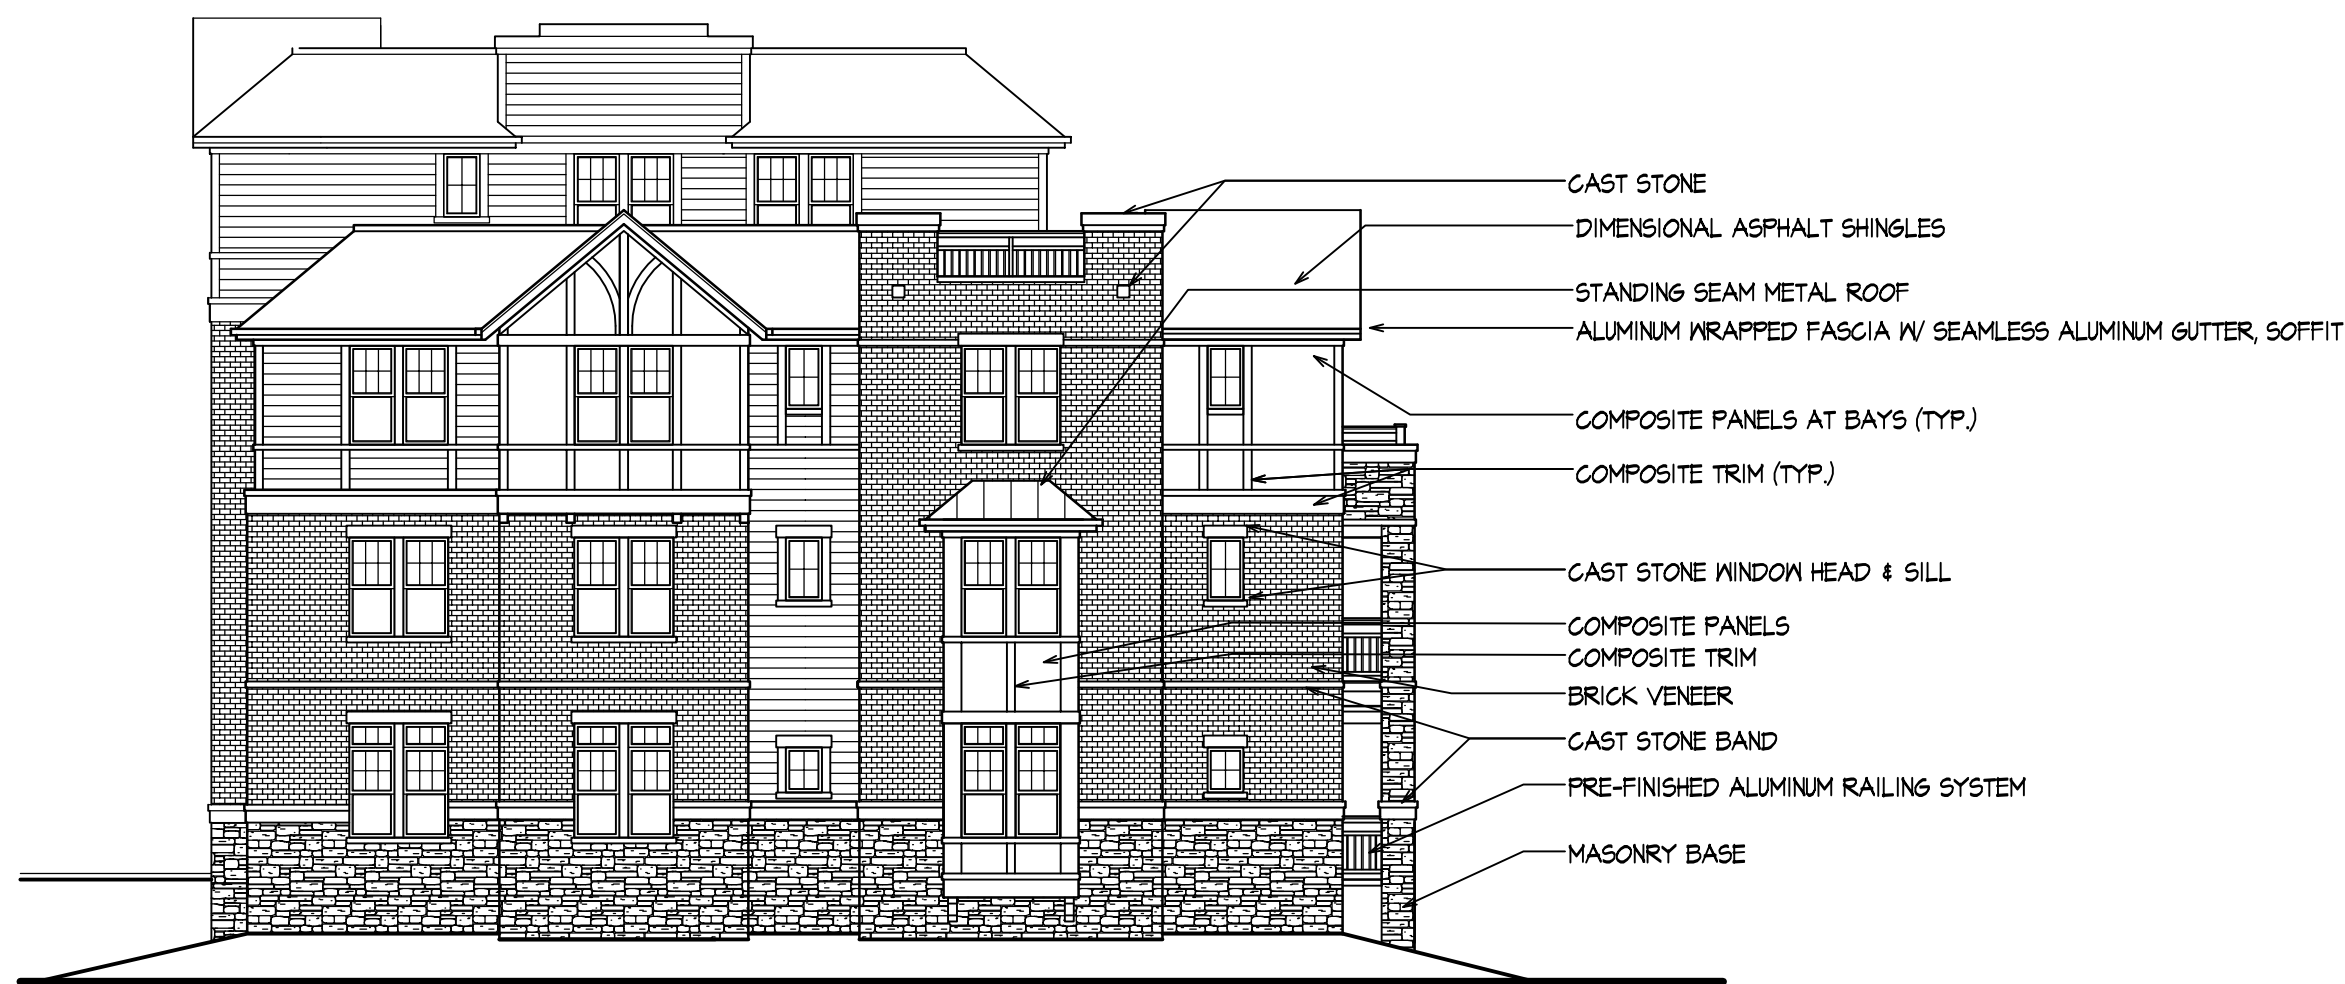 CAST STONE
DIMENSIONAL ASPHALT SHINGLES
STANDING SEAM METAL ROOF
ALUMINUM WRAPPED FASCIA W/ SEAMLESS ALUMINUM GUTTER, SOFFIT
COMPOSITE PANELS AT BAYS (TYP.)
COMPOSITE TRIM (TYP.)
CAST STONE WINDOW HEAD & SILL
COMPOSITE PANELS
COMPOSITE TRIM
BRICK VENEER
CAST STONE BAND
PRE-FINISHED ALUMINUM RAILING SYSTEM
MASONRY BASE